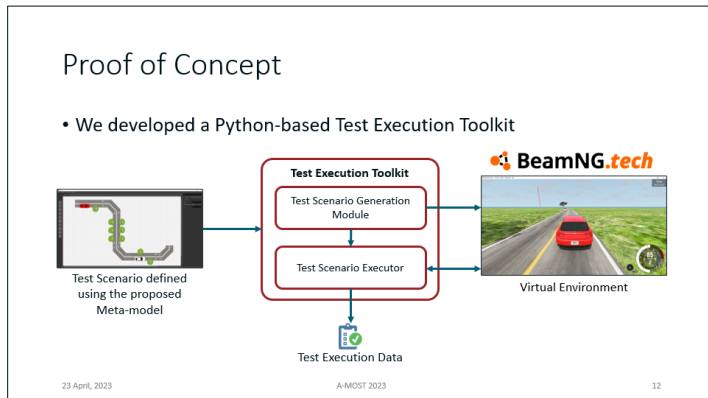 Proof of Concept
• We developed a Python-based Test Execution Toolkit
BeamNG.tech
Test Execution Toolkit
Test Scenario Generation
Module
Test Scenario Executor
Test Scenario defined
using the proposed
Meta-model
Virtual Environment
Test Execution Data
23 April, 2023
A-MOST 2023
12